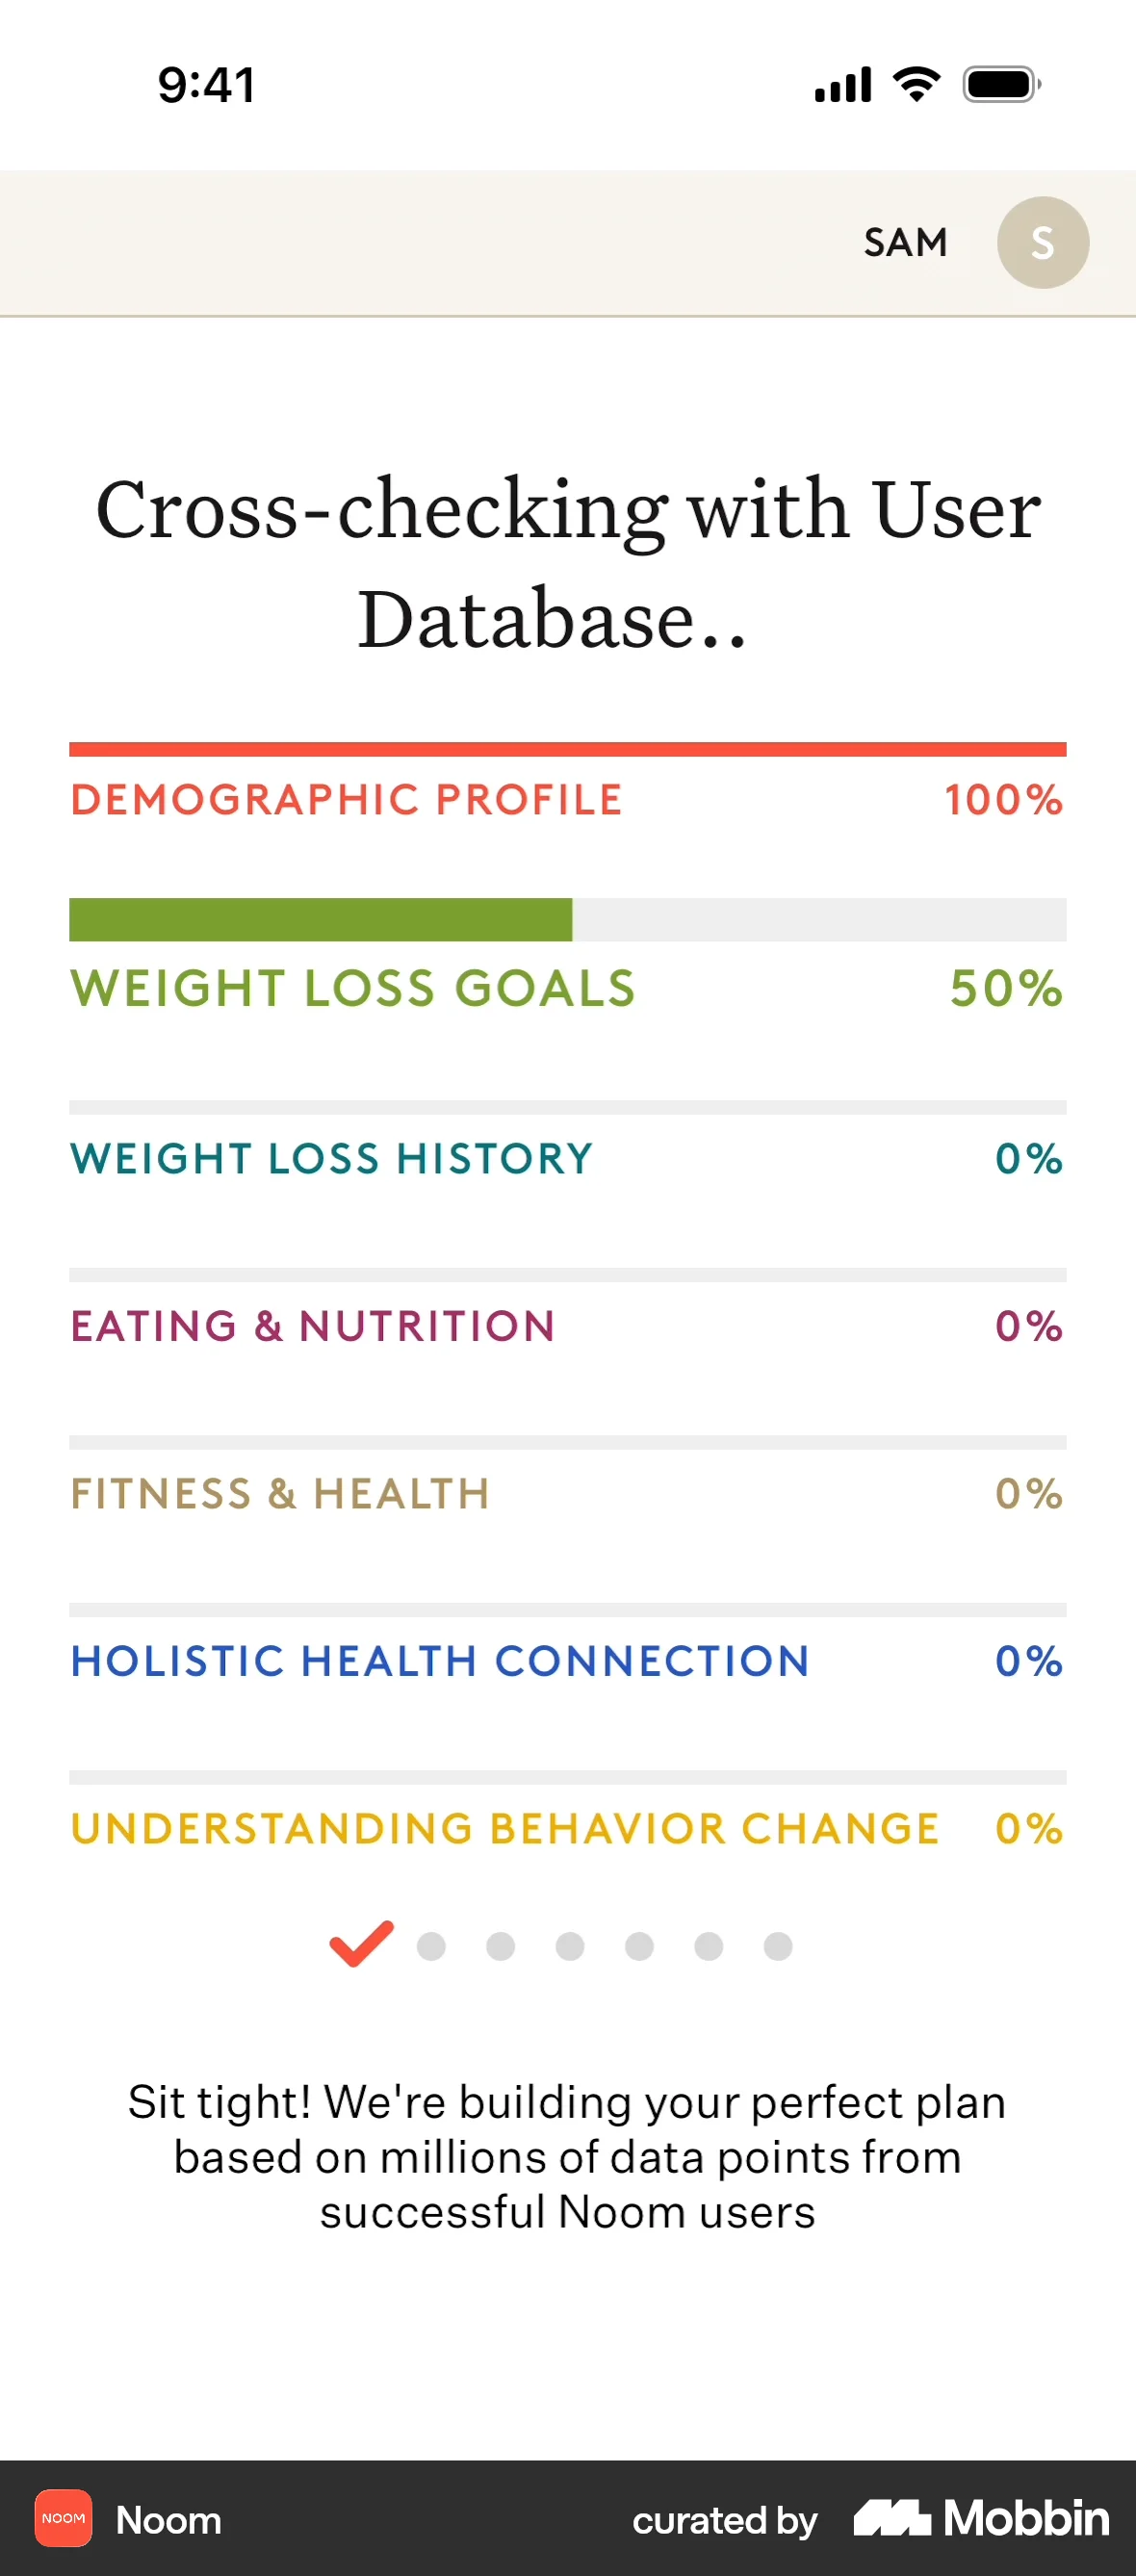 9:41
SAM
S
Cross-checking with User
Database..
DEMOGRAPHIC PROFILE 100%
WEIGHT LOSS GOALS 50%
WEIGHT LOSS HISTORY 0%
EATING & NUTRITION 0%
FITNESS & HEALTH 0%
HOLISTIC HEALTH CONNECTION 0%
UNDERSTANDING BEHAVIOR CHANGE 0%
Sit tight! We're building your perfect plan
based on millions of data points from
successful Noom users
NOOM Noom curated by Mobbin